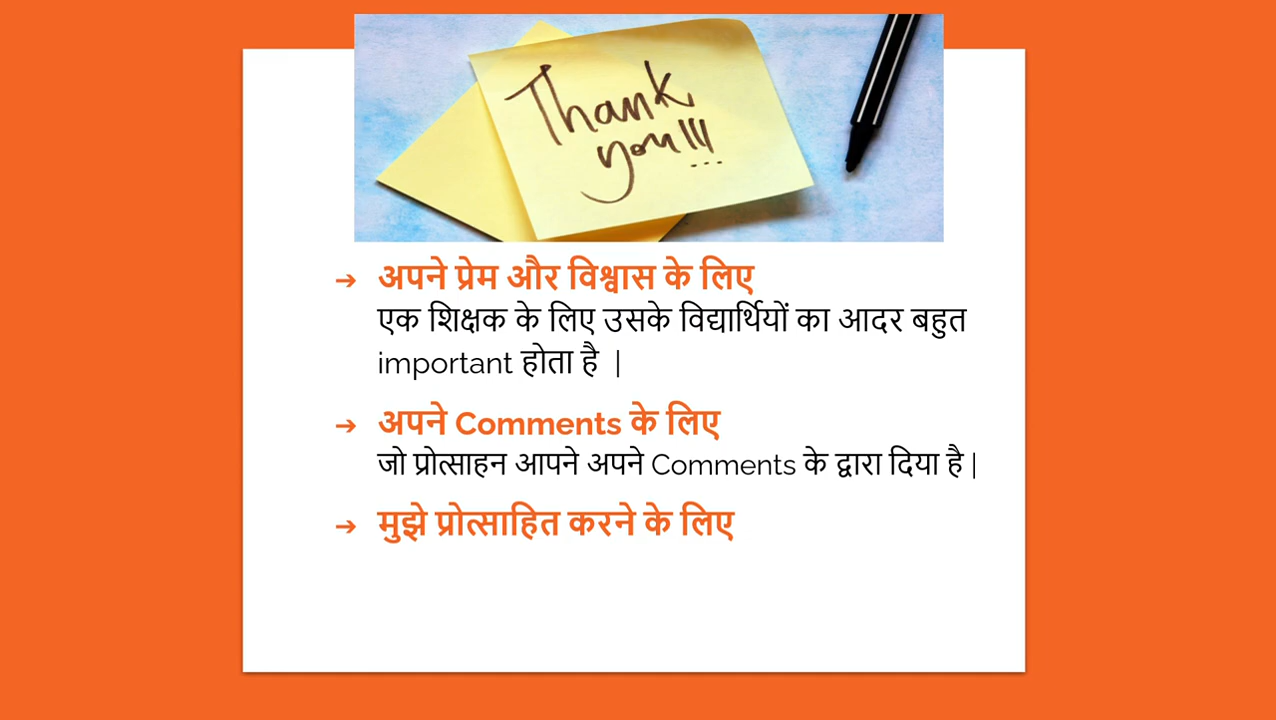 Thank
you!!!
➔ अपने प्रेम और विश्वास के लिए
एक शिक्षक के लिए उसके विद्यार्थियों का आदर बहुत
important होता है |
➔ अपने Comments के लिए
जो प्रोत्साहन आपने अपने Comments के द्वारा दिया है |
➔ मुझे प्रोत्साहित करने के लिए